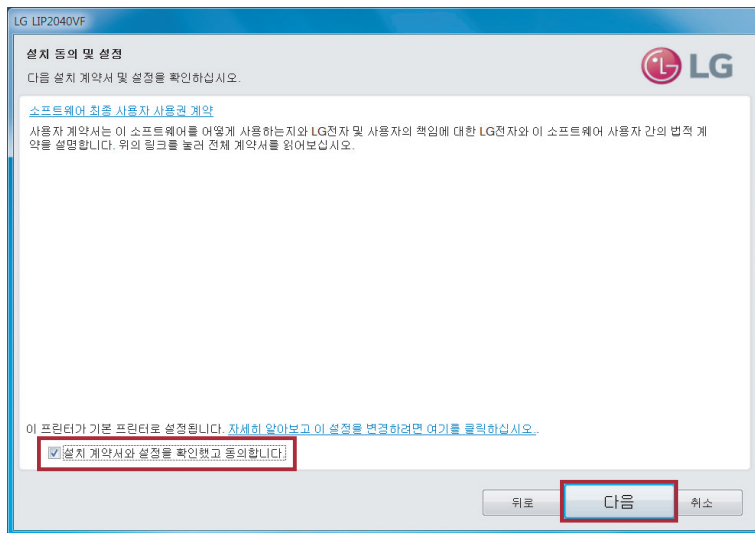 LG LIP2040VF
설치 동의 및 설정
다음 설치 계약서 및 설정을 확인하십시오.
LG
소프트웨어 최종 사용자 사용권 계약
사용자 계약서는 이 소프트웨어를 어떻게 사용하는지와 LG전자 및 사용자의 책임에 대한 LG전자와 이 소프트웨어 사용자 간의 법적 계
약을 설명합니다. 위의 링크를 눌러 전체 계약서를 읽어보십시오.
이 프린터가 기본 프린터로 설정됩니다. 자세히 알아보고 이 설정을 변경하려면 여기를 클릭하십시오..
설치 계약서와 설정을 확인했고 동의합니다.
뒤로 다음 취소